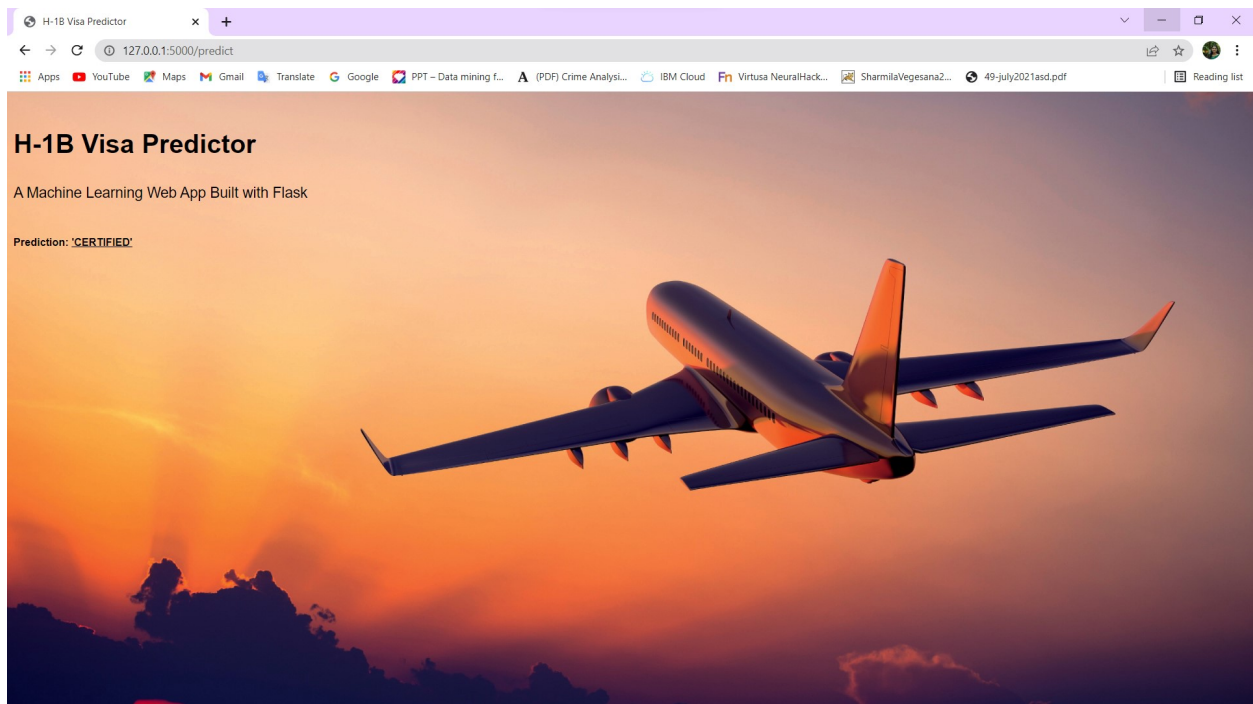 H-1B Visa Predictor
127.0.0.1:5000/predict
Apps YouTube Maps Gmail Translate Google PPT – Data mining f... (PDF) Crime Analysi... IBM Cloud Virtusa NeuralHack... SharmilaVegesana2... 49-july2021asd.pdf Reading list
H-1B Visa Predictor
A Machine Learning Web App Built with Flask
Prediction: 'CERTIFIED'